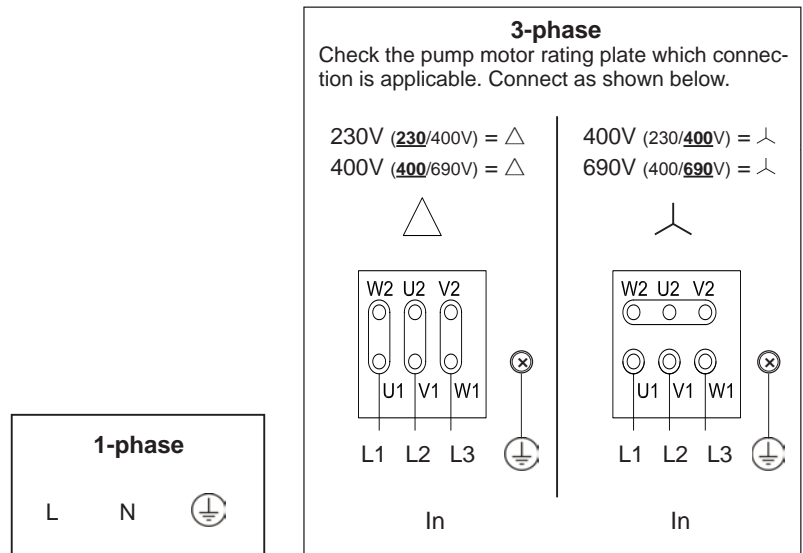 3-phase
Check the pump motor rating plate which connec-
tion is applicable. Connect as shown below.
230V (230/400V) = △
400V (400/690V) = △
400V (230/400V) = ⅄
690V (400/690V) = ⅄
W2 U2 V2
U1 V1 W1
L1 L2 L3
In
W2 U2 V2
U1 V1 W1
L1 L2 L3
In
1-phase
L N